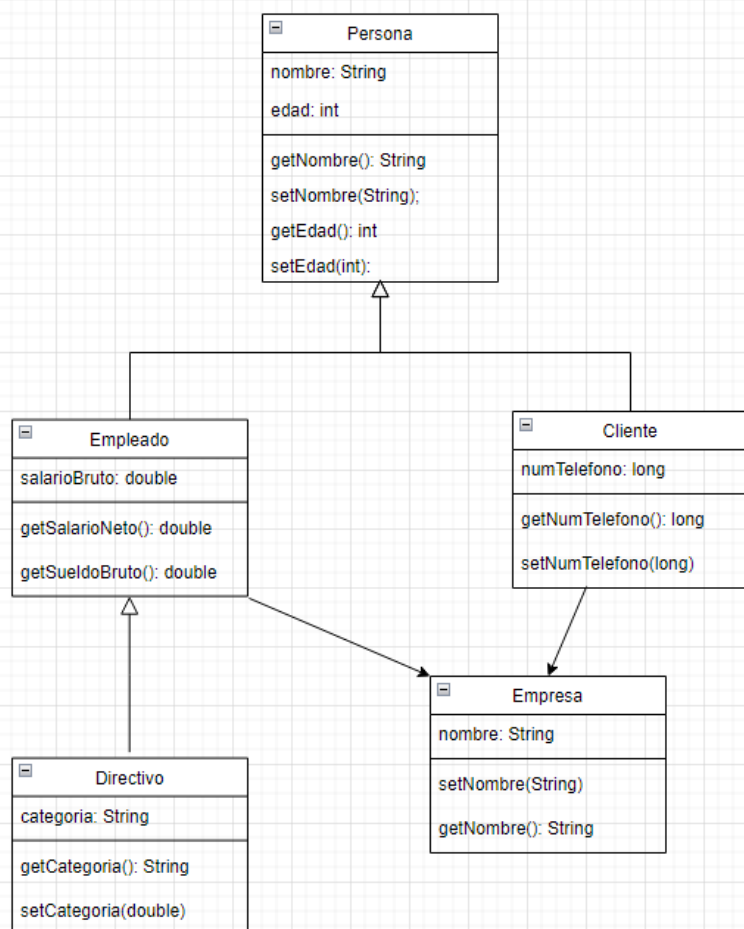 Persona
nombre: String
edad: int
getNombre(): String
setNombre(String);
getEdad(): int
setEdad(int):
Empleado
salarioBruto: double
getSalarioNeto(): double
getSueldoBruto(): double
Cliente
numTelefono: long
getNumTelefono(): long
setNumTelefono(long)
Empresa
nombre: String
setNombre(String)
getNombre(): String
Directivo
categoria: String
getCategoria(): String
setCategoria(double)